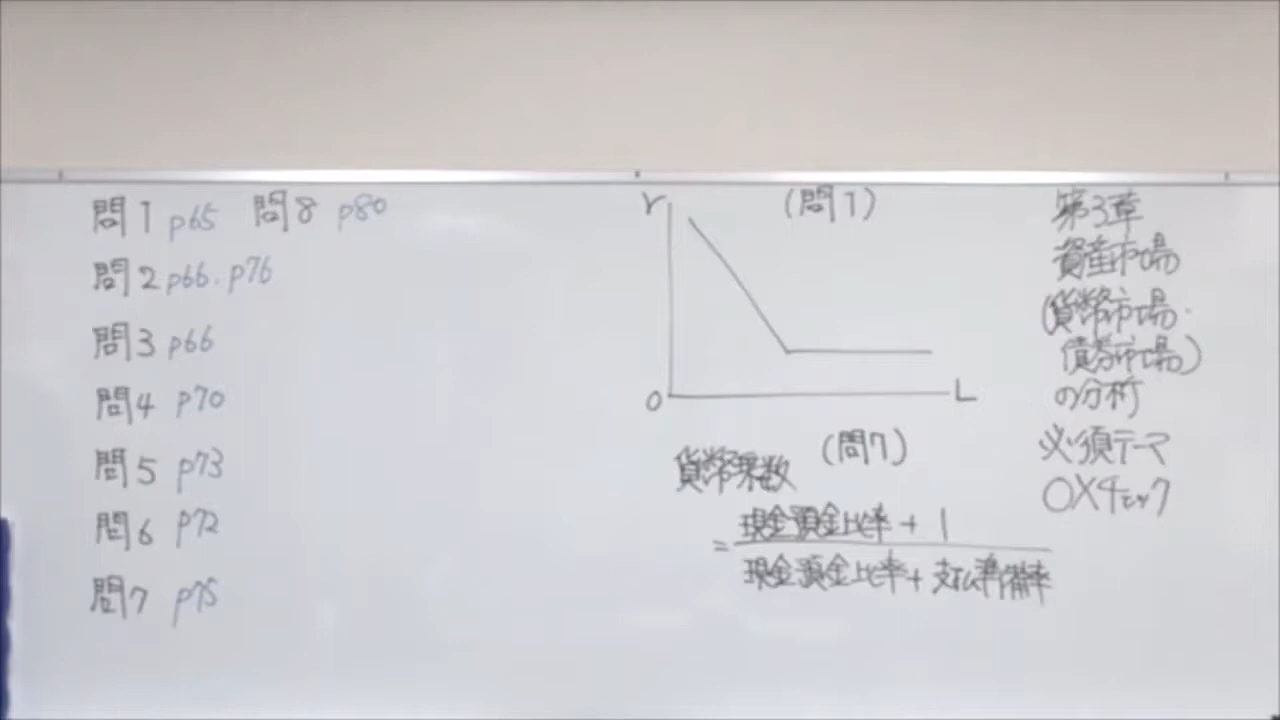 問1 p65 問8 p80
問2 p66.p76
問3 p66
問4 p70
問5 p73
問6 p72
問7 p75
(問1)
r
O
L
(問7)
貨幣乗数
= 現金預金比率 + 1
現金預金比率 + 支払準備率
第3章
資産市場
(貨幣市場・
債券市場)
の分析
必須テーマ
○×チェック